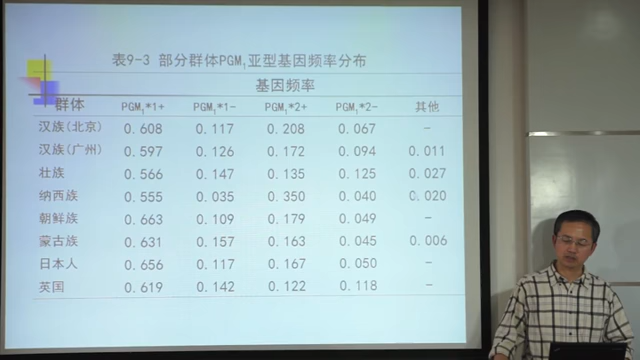 表9-3 部分群体PGM₁亚型基因频率分布
基因频率
群体 PGM₁*1+ PGM₁*1- PGM₁*2+ PGM₁*2- 其他
汉族(北京) 0.608 0.117 0.208 0.067 -
汉族(广州) 0.597 0.126 0.172 0.094 0.011
壮族 0.566 0.147 0.135 0.125 0.027
纳西族 0.555 0.035 0.350 0.040 0.020
朝鲜族 0.663 0.109 0.179 0.049 -
蒙古族 0.631 0.157 0.163 0.045 0.006
日本人 0.656 0.117 0.167 0.050 -
英国 0.619 0.142 0.122 0.118 -